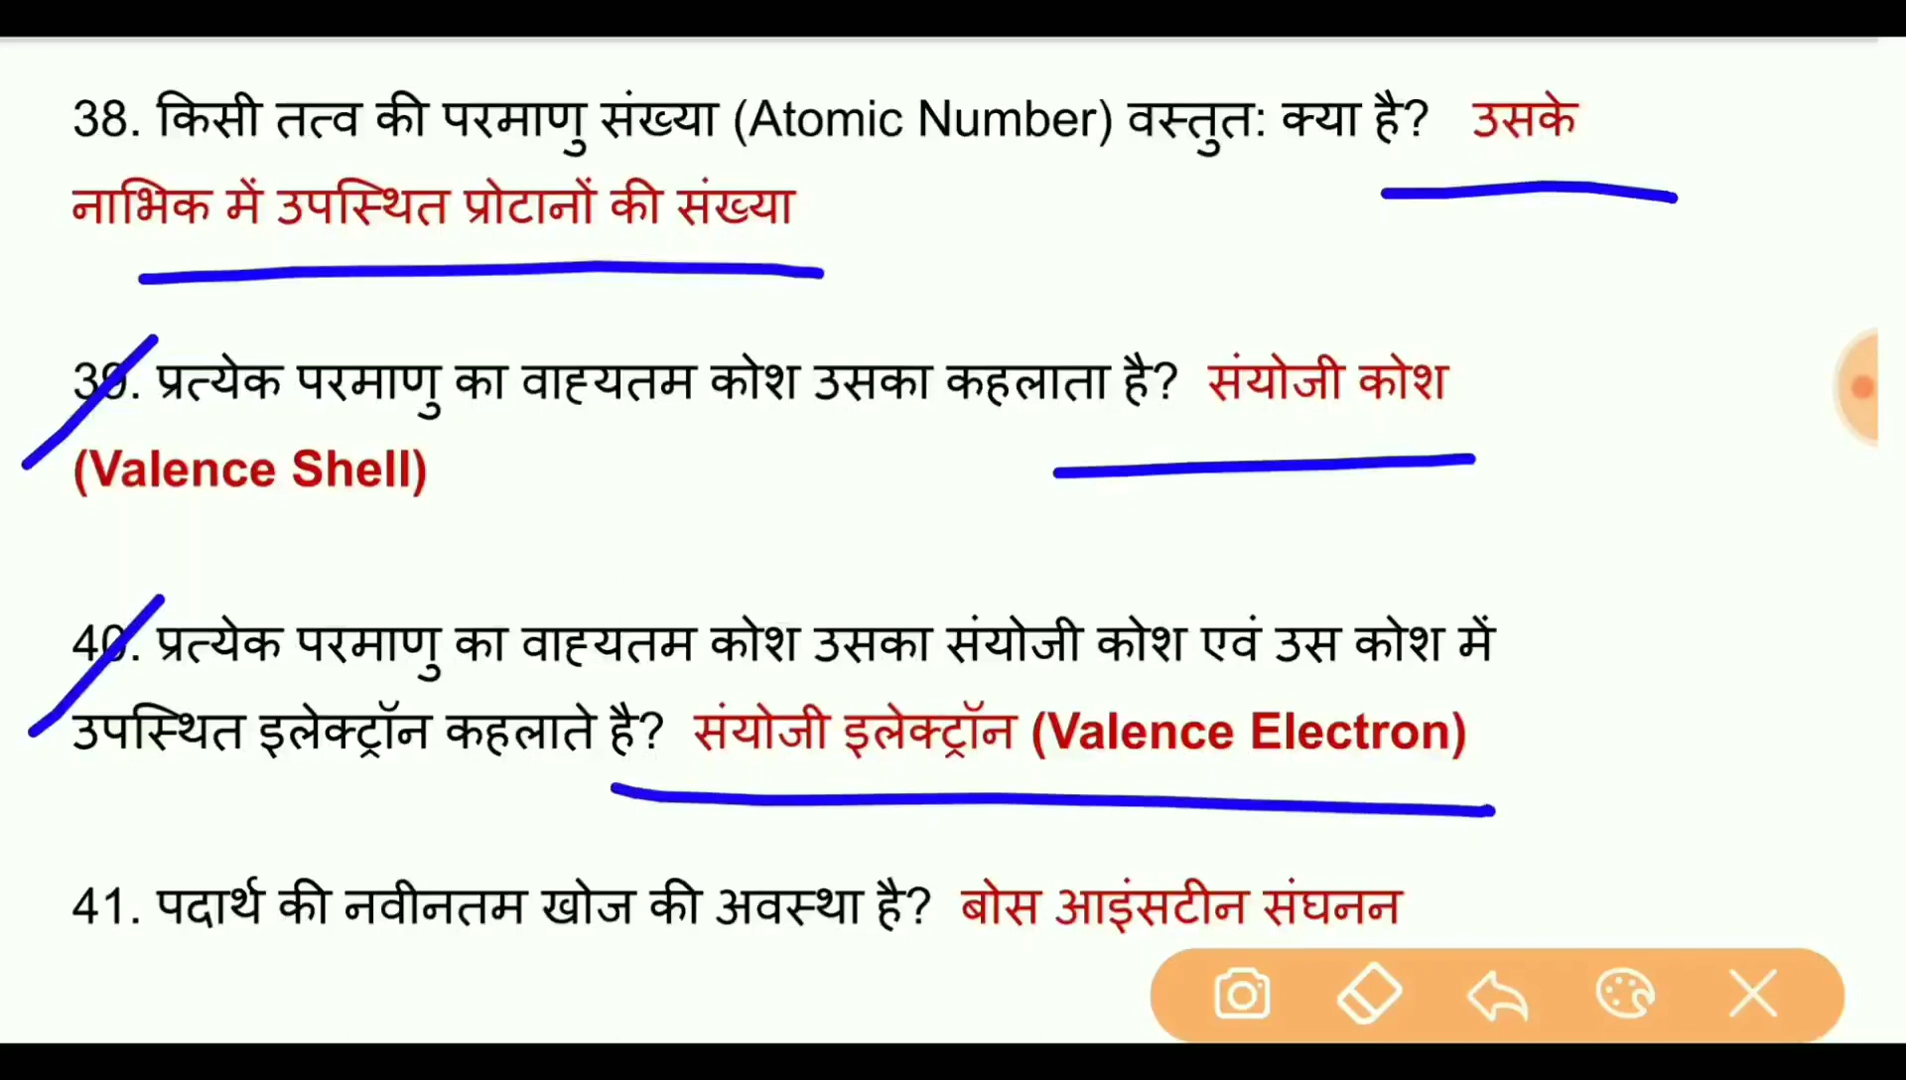 38. किसी तत्व की परमाणु संख्या (Atomic Number) वस्तुत: क्या है? उसके
नाभिक में उपस्थित प्रोटानों की संख्या
39. प्रत्येक परमाणु का वाह्यतम कोश उसका कहलाता है? संयोजी कोश
(Valence Shell)
40. प्रत्येक परमाणु का वाह्यतम कोश उसका संयोजी कोश एवं उस कोश में
उपस्थित इलेक्ट्रॉन कहलाते है? संयोजी इलेक्ट्रॉन (Valence Electron)
41. पदार्थ की नवीनतम खोज की अवस्था है? बोस आइंसटीन संघनन